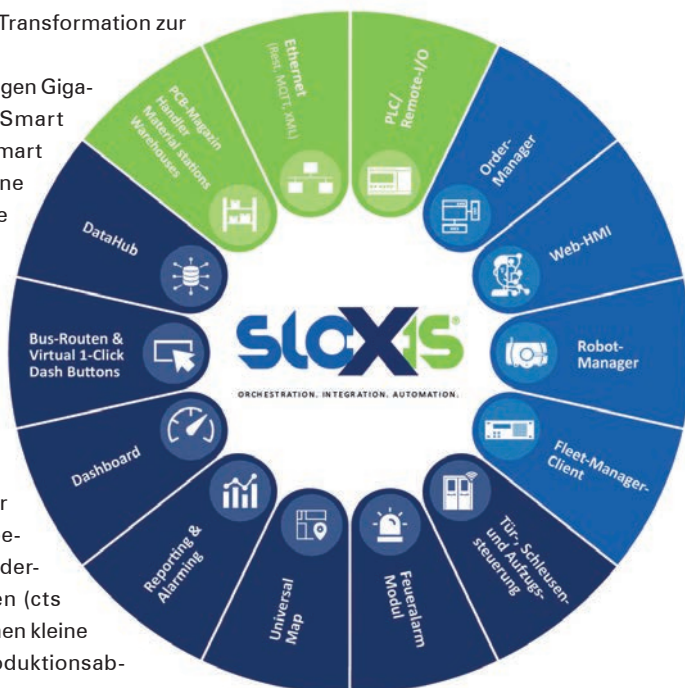 Transformation zur
gen Giga-
Smart
mart
ne
e
r
e-
der-
en (cts
nen kleine
oduktionsab-
Ethernet
(Rest, MQTT, XML)
PLC/
Remote-I/O
Order-
Manager
Web-HMI
Robot-
Manager
Fleet-Manager-
Client
Tür-, Schleusen-
und Aufzugs-
steuerung
Feueralarm
Modul
Universal
Map
Reporting &
Alarming
Dashboard
Bus-Routen &
Virtual 1-Click
Dash Buttons
DataHub
PCB-Magazin
Handler
Material stations
Warehouses
SLOXIS®
ORCHESTRATION. INTEGRATION. AUTOMATION.